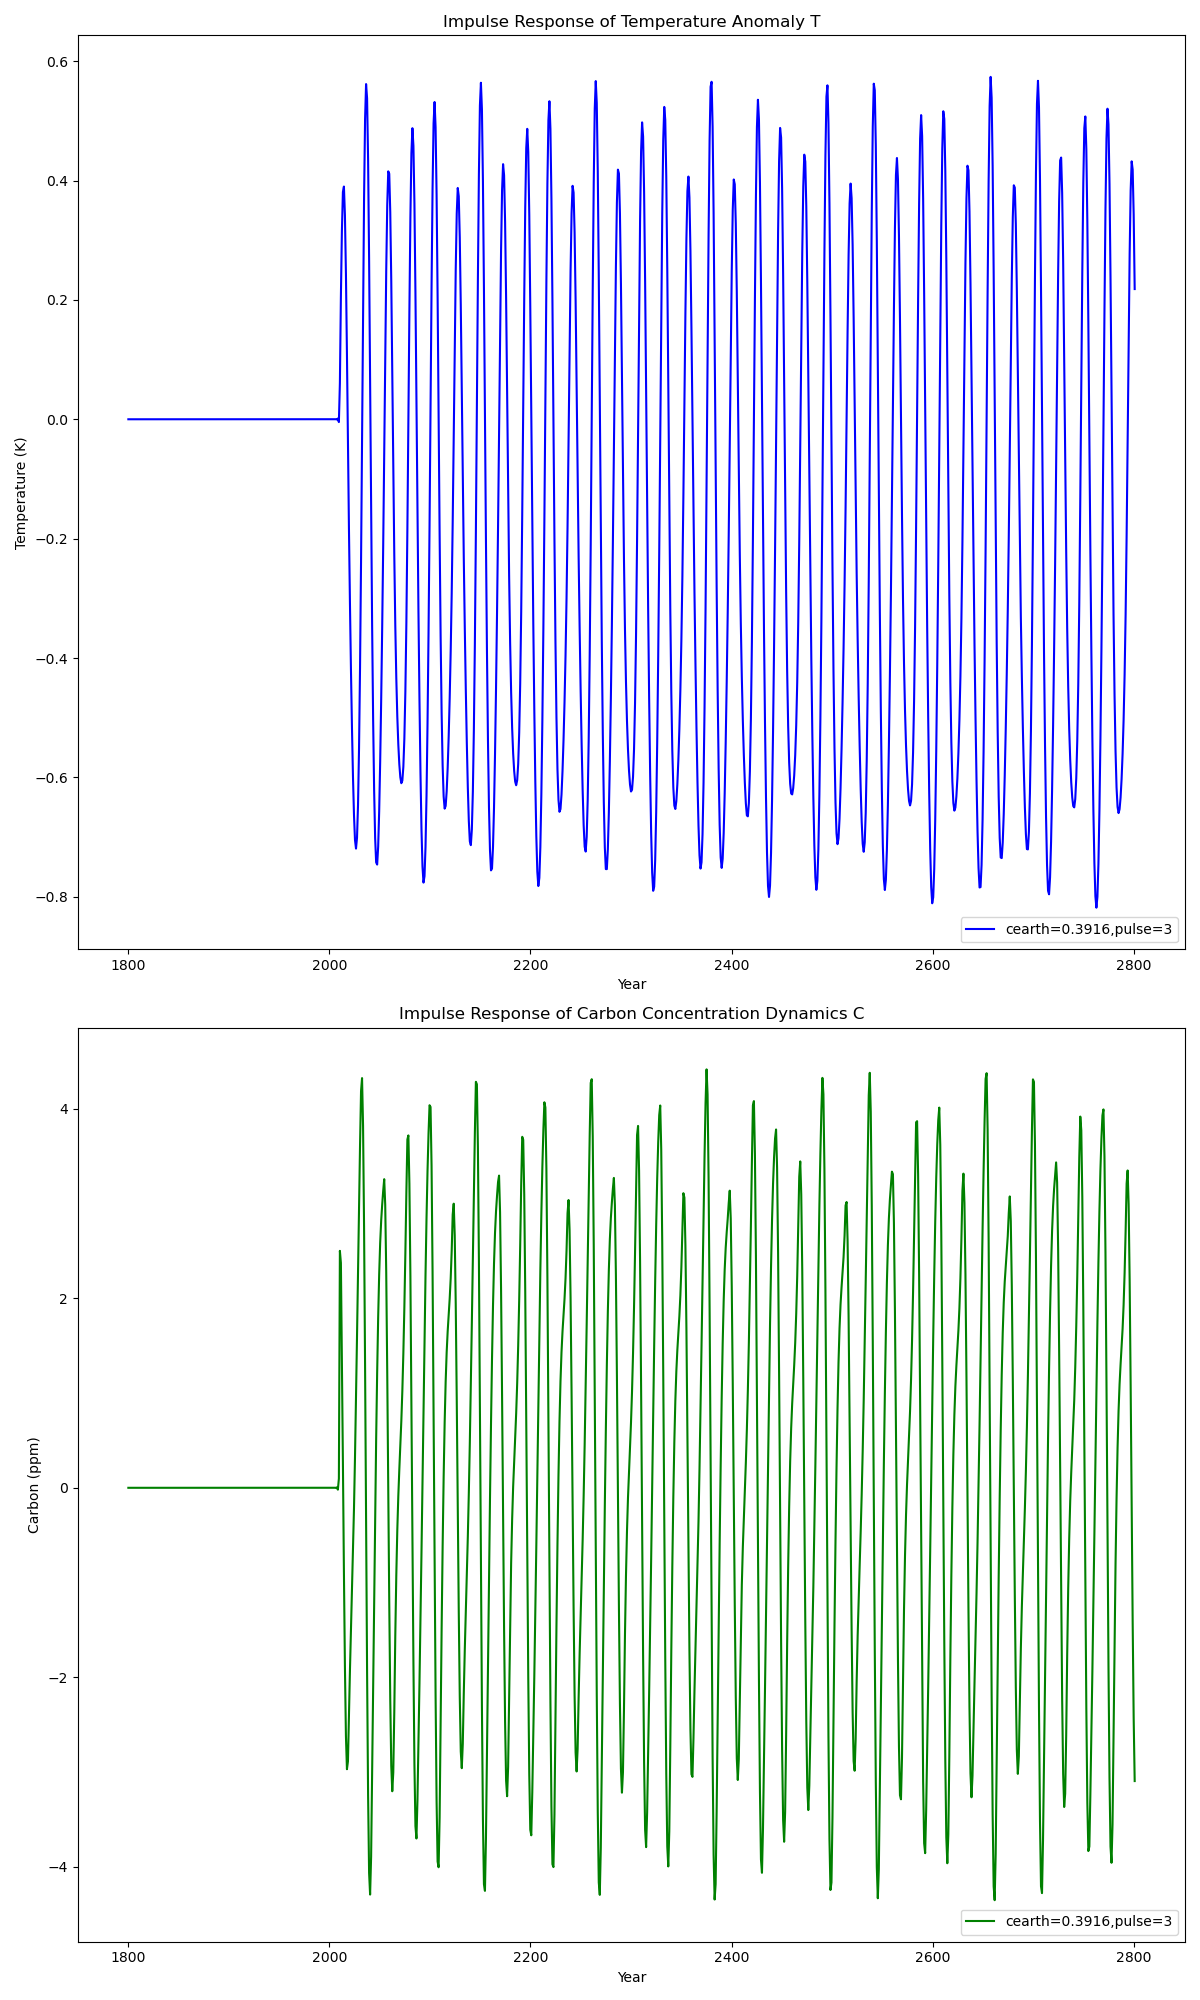 Impulse Response of Temperature Anomaly T
0.6
0.4
0.2
0.0
−0.2
−0.4
−0.6
−0.8
Temperature (K)
cearth=0.3916,pulse=3
1800 2000 2200 2400 2600 2800
Year
Impulse Response of Carbon Concentration Dynamics C
4
2
0
−2
−4
Carbon (ppm)
cearth=0.3916,pulse=3
1800 2000 2200 2400 2600 2800
Year